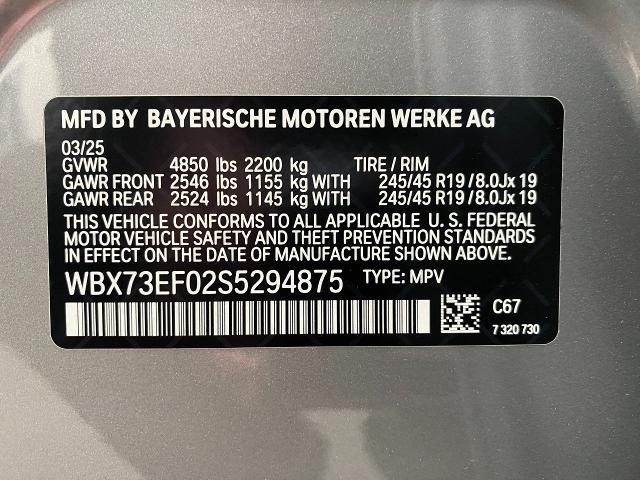 MFD BY BAYERISCHE MOTOREN WERKE AG
03/25
GVWR 4850 lbs 2200 kg TIRE / RIM
GAWR FRONT 2546 lbs 1155 kg WITH 245/45 R19 / 8.0Jx 19
GAWR REAR 2524 lbs 1145 kg WITH 245/45 R19 / 8.0Jx 19
THIS VEHICLE CONFORMS TO ALL APPLICABLE U. S. FEDERAL
MOTOR VEHICLE SAFETY AND THEFT PREVENTION STANDARDS
IN EFFECT ON THE DATE OF MANUFACTURE SHOWN ABOVE.
WBX73EF02S5294875 TYPE: MPV
C67
7 320 730